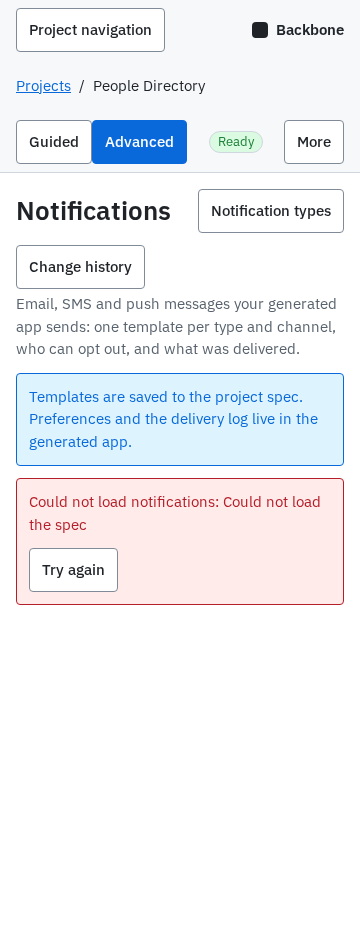 Project navigation
Backbone
Projects / People Directory
Guided
Advanced
Ready
More
Notifications
Notification types
Change history
Email, SMS and push messages your generated
app sends: one template per type and channel,
who can opt out, and what was delivered.
Templates are saved to the project spec.
Preferences and the delivery log live in the
generated app.
Could not load notifications: Could not load
the spec
Try again